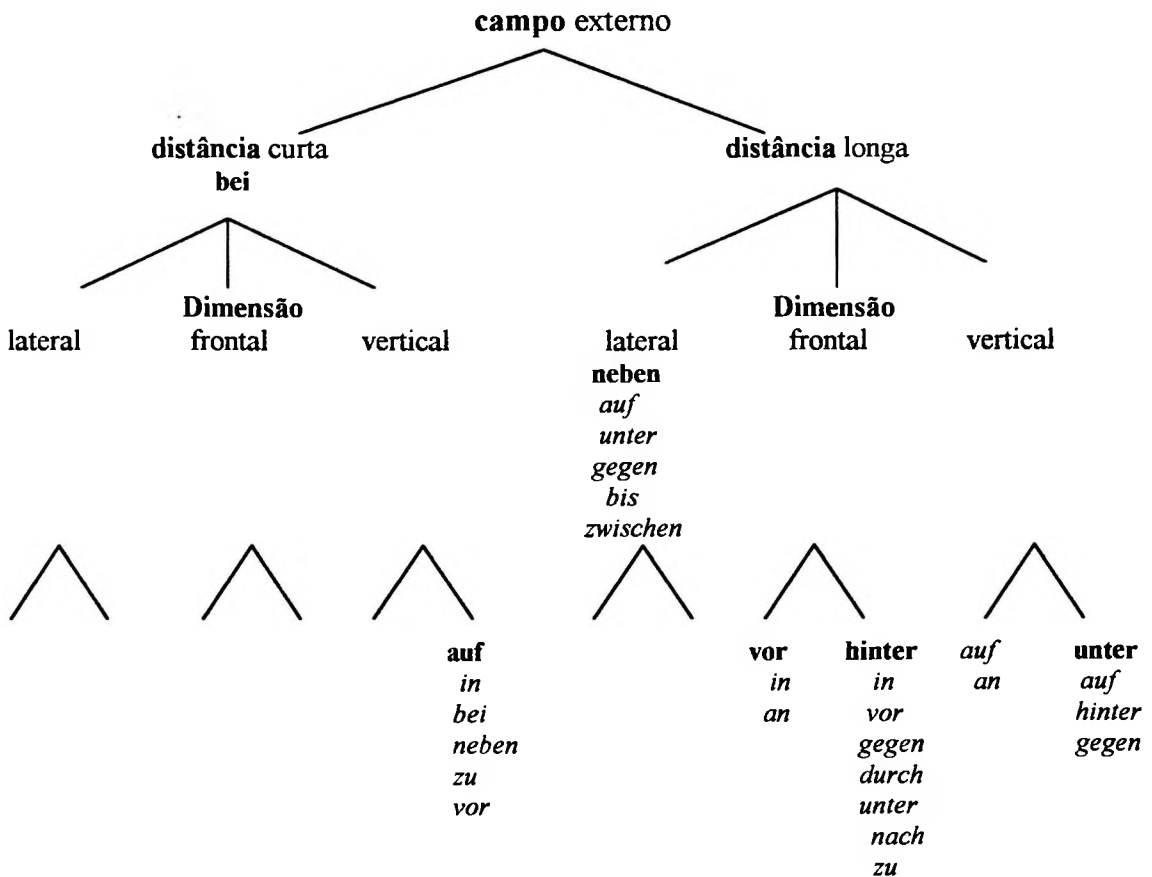 campo externo
distância curta
distância longa
bei
Dimensão
Dimensão
lateral frontal vertical
lateral frontal vertical
neben
auf
unter
gegen
bis
zwischen
auf
in
bei
neben
zu
vor
vor
in
an
hinter
in
vor
gegen
durch
unter
nach
zu
auf
an
unter
auf
hinter
gegen